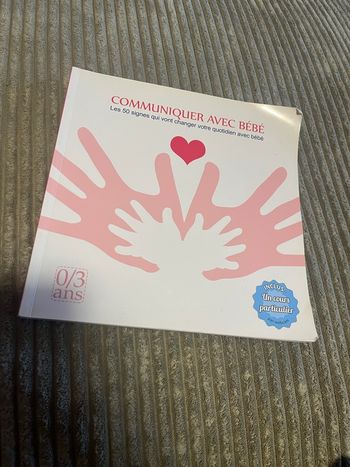 COMMUNIQUER AVEC BÉBÉ
Les 50 signes qui vont changer votre quotidien avec bébé
0/3
ans
INCLUS
Un cours
particulier